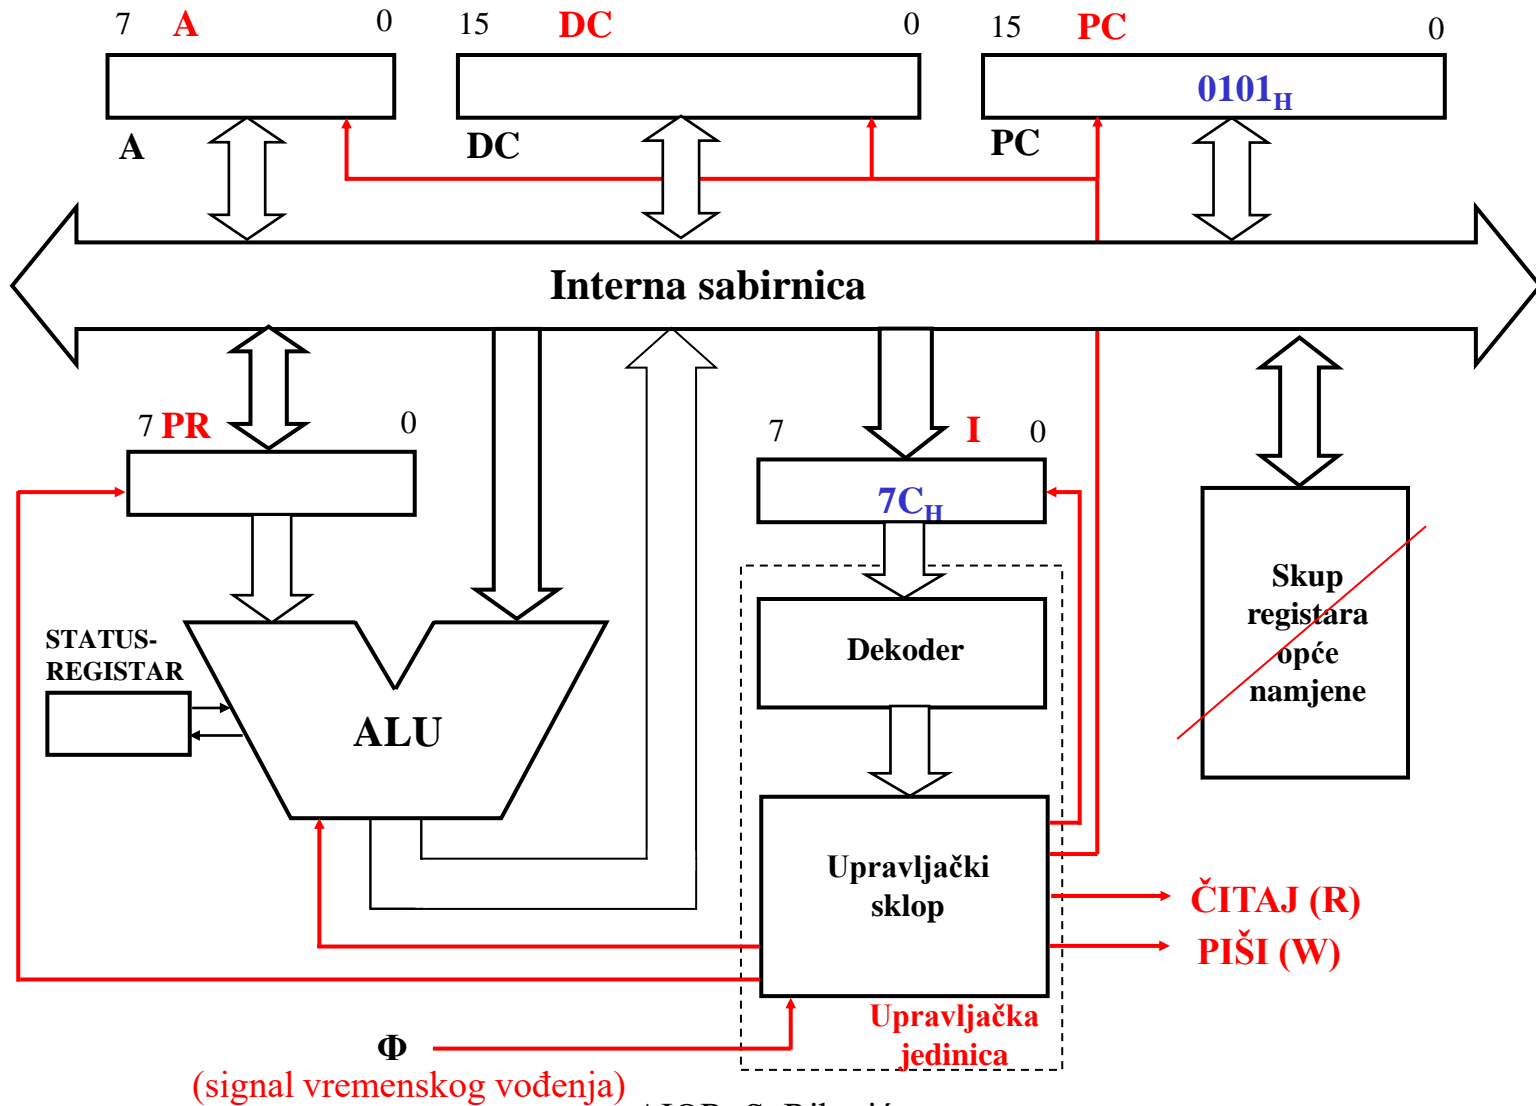 7 A 0 15 DC 0 15 PC 0
0101H
A DC PC
Interna sabirnica
7 PR 0 7 I 0
7CH
STATUS-
REGISTAR
ALU
Dekoder
Skup
registara
opće
namjene
Upravljački
sklop
ČITAJ (R)
PIŠI (W)
Upravljačka
jedinica
Φ
(signal vremenskog vođenja)